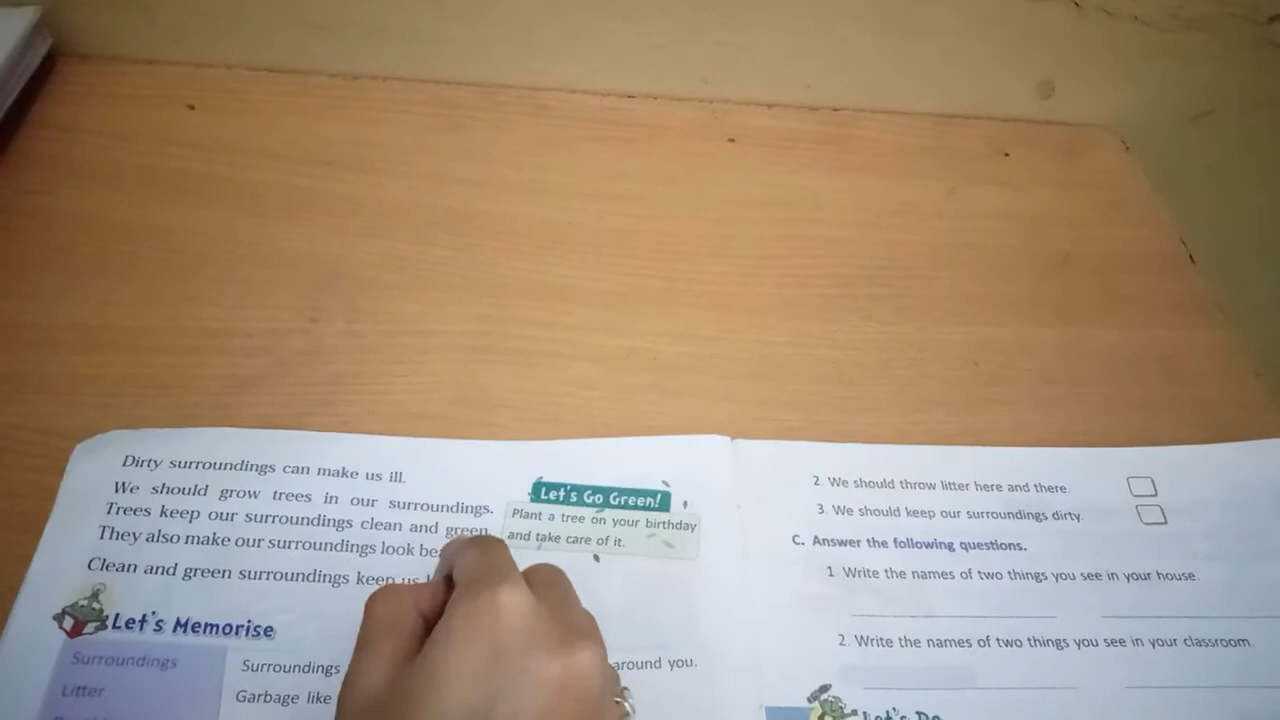 Dirty surroundings can make us ill.
We should grow trees in our surroundings.
Trees keep our surroundings clean and green
They also make our surroundings look
Clean and green surroundings keep us
Let's Go Green!
Plant a tree on your birthday
and take care of it.
Let's Memorise
Surroundings
Surroundings around you.
Litter
Garbage like
2 We should throw litter here and there.
3. We should keep our surroundings dirty.
C. Answer the following questions.
1. Write the names of two things you see in your house.
2. Write the names of two things you see in your classroom.
Let's Do